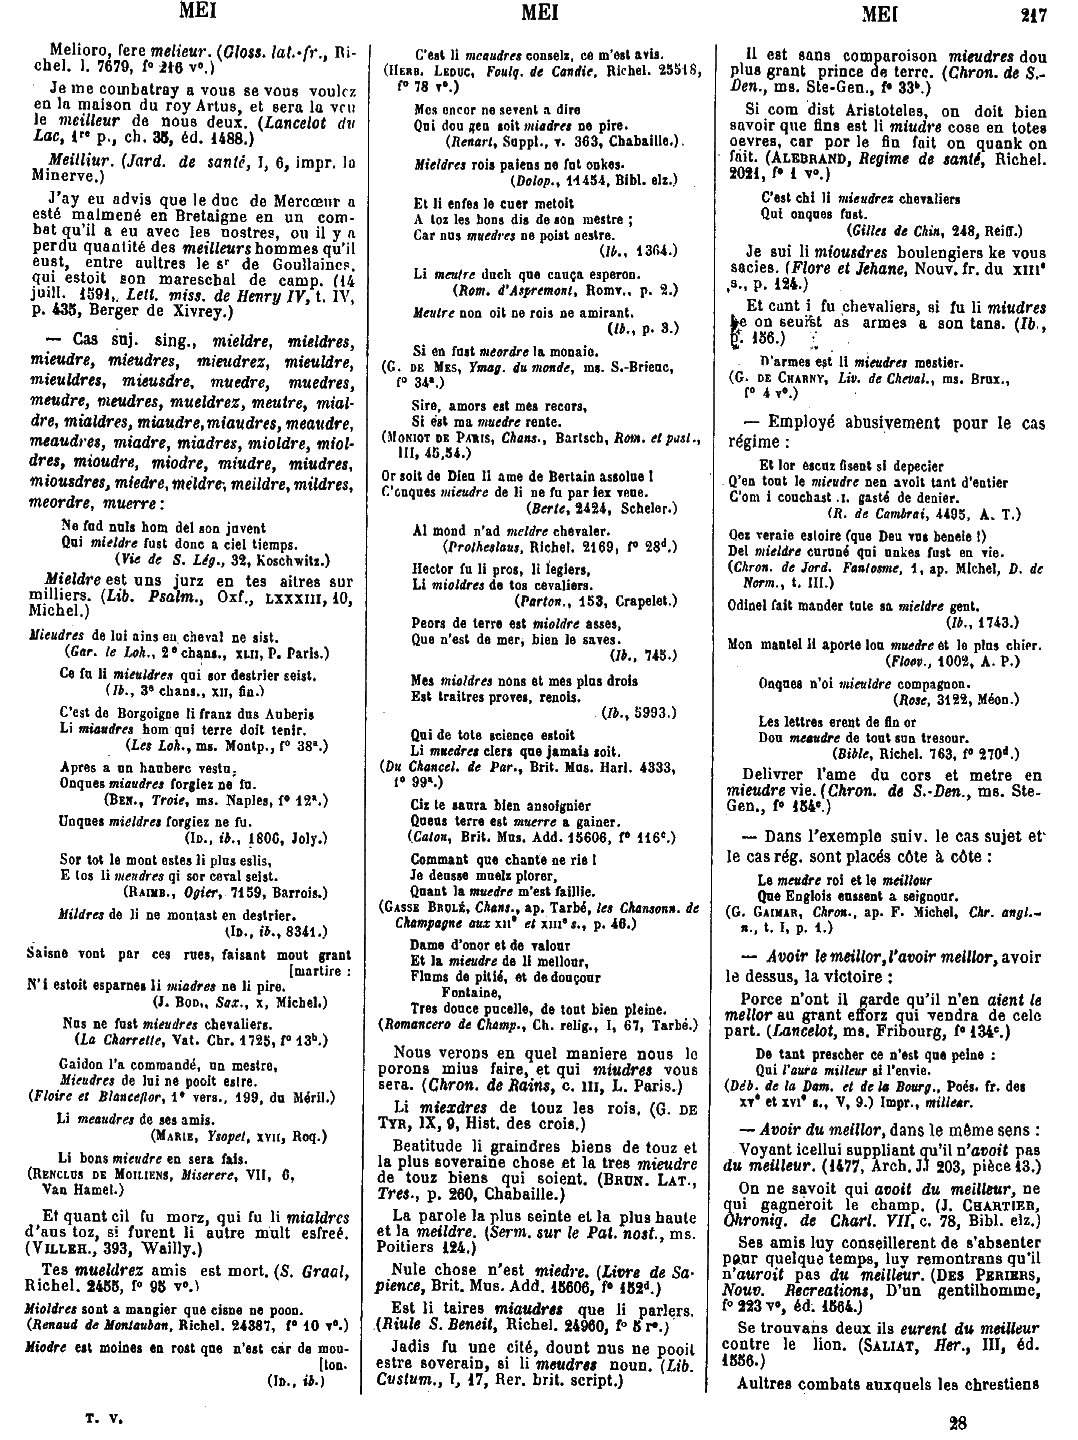 MEI MEI MEI 217
Melioro, fere melieur. (Gloss. lat.-fr., Ri-
chel. l. 7679, fº 216 vº.)
Je me combatray a vous se vous voulez
en la maison du roy Artus, et sera la veu
le meilleur de nous deux. (Lancelot du
Lac, 1re p., ch. 35, éd. 1488.)
Meilliur. (Jard. de santé, I, 6, impr. la
Minerve.)
J'ay eu advis que le duc de Mercœur a
esté malmené en Bretaigne en un com-
bat qu'il a eu avec les nostres, ou il y a
perdu quantité des meilleurs hommes qu'il
eust, entre aultres le sr de Goullaines,
qui estoit son mareschal de camp. (14
juill. 1591, Lett. miss. de Henry IV, t. IV,
p. 435, Berger de Xivrey.)
— Cas suj. sing., mieldre, mieldres,
mieudre, mieudres, mieudrez, mieuldre,
mieuldres, mieusdre, muedre, muedres,
meudre, meudres, mueldrez, meutre, mial-
dre, mialdres, miaudre, miaudres, meaudre,
meaudres, miadre, miadres, mioldre, miol-
dres, mioudre, miodre, miudre, miudres,
miousdres, miedre, meldre, meildre, mildres,
meordre, muerre :
Ne fud nuls hom del son juvent
Qui mieldre fust donc a ciel tiemps.
(Vie de S. Lég., 32, Koschwitz.)
Mieldre est uns jurz en tes aitres sur
milliers. (Lib. Psalm., Oxf., LXXXIII, 10,
Michel.)
Mieudres de lui ains en cheval ne sist.
(Gar. le Loh., 2e chans., XLII, P. Paris.)
Ce fu li mieuldres qui sor destrier seist.
(Ib., 3e chans., XII, fin.)
C'est de Borgoigne li franz dus Auberis
Li miaudres hom qui terre doit tenir.
(Les Loh., ms. Montp., fº 38a.)
Apres a un hauberc vestu,
Onques miaudres forgiez ne fu.
(BEN., Troie, ms. Naples, fº 12a.)
Unques mieldres forgiez ne fu.
(ID., ib., 1806, Joly.)
Sor tot le mont estes li plus eslis,
E tos li meudres qi sor ceval seist.
(RAIMB., Ogier, 7159, Barrois.)
Mildres de li ne montast en destrier.
(ID., ib., 8341.)
Saisne vont par ces rues, faisant mout grant
[martire :
N'i estoit esparnes li miadres ne li pire.
(J. BOD., Sax., X, Michel.)
Nus ne fust mieudres chevaliers.
(La Charrette, Vat. Chr. 1725, fº 13b.)
Gaidon l'a commandé, un mestre,
Mieudres de lui ne pooit estre.
(Floire et Blanceflor, 1e vers., 199, du Méril.)
Li meaudres de ses amis.
(MARIE, Ysopet, XVII, Roq.)
Li bons mieudre en sera fais.
(RENCLUS DE MOILIENS, Miserere, VII, 6,
Van Hamel.)
Et quant cil fu morz, qui fu li mialdres
d'aus toz, si furent li autre mult esfreé.
(VILLEH., 393, Wailly.)
Tes mueldrez amis est mort. (S. Graal,
Richel. 2455, fº 95 vº.)
Mioldres sont a mangier que cisne ne poon.
(Renaud de Montauban, Richel. 24387, fº 10 vº.)
Miodre est moines en rost que n'est car de mou-
[ton.
(ID., ib.)
T. V.
C'est li meaudres conselz, ce m'est avis.
(HERB. LEDUC, Foulq. de Candie, Richel. 25518,
fº 78 vº.)
Mes encor ne sevent a dire
Qui dou gen soit miadres ne pire.
(Renart, Suppl., v. 363, Chabaille.)
Mieldres rois paiens ne fut onkes.
(Dolop., 11454, Bibl. elz.)
Et li enfes le cuer metoit
A toz les bons dis de son mestre ;
Car nus muedres ne poist nestre.
(Ib., 1364.)
Li meutre duch que cauça esperon.
(Rom. d'Aspremont, Romv., p. 2.)
Meutre non oit ne rois ne amirant.
(Ib., p. 3.)
Si en fust meordre la monaie.
(G. DE MES, Ymag. du monde, ms. S.-Brieuc,
fº 34a.)
Sire, amors est mes recors,
Si est ma muedre rente.
(MONIOT DE PARIS, Chans., Bartsch, Rom. et past.,
III, 45,54.)
Or soit de Dieu li ame de Bertain assolue !
C'onques mieudre de li ne fu par iex veue.
(Berte, 2424, Scheler.)
Al mond n'ad meldre chevaler.
(Protheslaus, Richel. 2169, fº 28d.)
Hector fu li pros, li legiers,
Li mioldres de tos cevaliers.
(Parton., 153, Crapelet.)
Peors de terre est mioldre asses,
Que n'est de mer, bien le saves.
(Ib., 745.)
Mes mioldres nons et mes plus drois
Est traitres proves, renois.
(Ib., 5993.)
Qui de tote science estoit
Li muedres clers que jamais soit.
(Du Chancel. de Par., Brit. Mus. Harl. 4333,
fº 99a.)
Ciz te saura bien ansoignier
Queus terre est muerre a gainer.
(Caton, Brit. Mus. Add. 15606, fº 116c.)
Commant que chante ne rie !
Je deusse muelz plorer,
Quant la muedre m'est faillie.
(GASSE BRULÉ, Chans., ap. Tarbé, les Chansonn. de
Champagne aux XIIe et XIIIe s., p. 46.)
Dame d'onor et de valour
Et la mieudre de li mellour,
Flums de pitié, et de douçour
Fontaine,
Tres douce pucelle, de tout bien pleine.
(Romancero de Champ., Ch. relig., I, 67, Tarbé.)
Nous verons en quel maniere nous le
porons mius faire, et qui miudres vous
sera. (Chron. de Rains, c. III, L. Paris.)
Li miexdres de touz les rois. (G. DE
TYR, IX, 9, Hist. des crois.)
Beatitude li graindres biens de touz et
la plus soveraine chose et la tres mieudre
de touz biens qui soient. (BRUN. LAT.,
Tres., p. 260, Chabaille.)
La parole la plus seinte et la plus haute
et la meildre. (Serm. sur le Pat. nost., ms.
Poitiers 124.)
Nule chose n'est miedre. (Livre de Sa-
pience, Brit. Mus. Add. 15606, fº 152d.)
Est li taires miaudres que li parlers.
(Riule S. Beneit, Richel. 24960, fº 5 rº.)
Jadis fu une cité, dount nus ne pooit
estre soverain, si li meudres noun. (Lib.
Custum., I, 17, Rer. brit. script.)
Il est sans comparoison mieudres dou
plus grant prince de terre. (Chron. de S.-
Den., ms. Ste-Gen., fº 33b.)
Si com dist Aristoteles, on doit bien
savoir que fins est li miudre cose en totes
oevres, car por le fin fait on quank on
fait. (ALEBRAND, Regime de santé, Richel.
2021, fº 1 vº.)
C'est chi li mieudrez chevaliers
Qui onques fust.
(Gilles de Chin, 248, Reiff.)
Je sui li miousdres boulengiers ke vous
sacies. (Flore et Jehane, Nouv. fr. du XIIIe
s., p. 124.)
Et cant i fu chevaliers, si fu li miudres
ke on seuist as armes a son tans. (Ib.,
p. 156.)
D'armes est li mieudres mestier.
(G. DE CHARNY, Liv. de Cheval., ms. Brux.,
fº 4 vº.)
— Employé abusivement pour le cas
régime :
Et lor escuz fisent si depecier
Q'en tout le mieudre nen avoit tant d'entier
C'om i couchast .I. gasté de denier.
(R. de Cambrai, 4495, A. T.)
Oez veraie estoire (que Deu vus beneie !)
Del mieldre curuné qui unkes fust en vie.
(Chron. de Jord. Fantosme, 1, ap. Michel, D. de
Norm., t. III.)
Odinel fait mander tute sa mieldre gent.
(Ib., 1743.)
Mon mantel li aporte lou muedre et le plus chier.
(Floov., 1002, A. P.)
Onques n'oi mieuldre compagnon.
(Rose, 3122, Méon.)
Les lettres erent de fin or
Dou meaudre de tout son tresour.
(Bible, Richel. 763, fº 270d.)
Delivrer l'ame du cors et metre en
mieudre vie. (Chron. de S.-Den., ms. Ste-
Gen., fº 154c.)
— Dans l'exemple suiv. le cas sujet et
le cas rég. sont placés côte à côte :
Le meudre roi et le meillour
Que Englois eussent a seignour.
(G. GAIMAR, Chron., ap. F. Michel, Chr. angl.-
n., t. I, p. 1.)
— Avoir le meillor, l'avoir meillor, avoir
le dessus, la victoire :
Porce n'ont il garde qu'il n'en aient le
mellor au grant efforz qui vendra de cele
part. (Lancelot, ms. Fribourg, fº 134c.)
De tant prescher ce n'est que peine :
Qui l'aura milleur si l'envie.
(Déb. de la Dam. et de la Bourg., Poés. fr. des
XVe et XVIe s., V, 9.) Impr., millear.
— Avoir du meillor, dans le même sens :
Voyant icellui suppliant qu'il n'avoit pas
du meilleur. (1477, Arch. JJ 203, pièce 13.)
On ne savoit qui avoit du meilleur, ne
qui gagneroit le champ. (J. CHARTIER,
Chroniq. de Charl. VII, c. 78, Bibl. elz.)
Ses amis luy conseillerent de s'absenter
pour quelque temps, luy remontrans qu'il
n'auroit pas du meilleur. (DES PERIERS,
Nouv. Recreations, D'un gentilhomme,
fº 223 vº, éd. 1564.)
Se trouvans deux ils eurent du meilleur
contre le lion. (SALIAT, Her., III, éd.
1556.)
Aultres combats auxquels les chrestiens
28